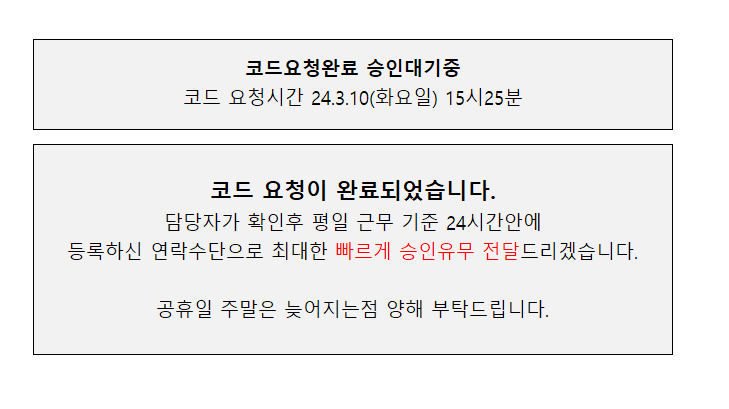 코드요청완료 승인대기중
코드 요청시간 24.3.10(화요일) 15시25분
코드 요청이 완료되었습니다.
담당자가 확인후 평일 근무 기준 24시간안에
등록하신 연락수단으로 최대한 빠르게 승인유무 전달드리겠습니다.
공휴일 주말은 늦어지는점 양해 부탁드립니다.